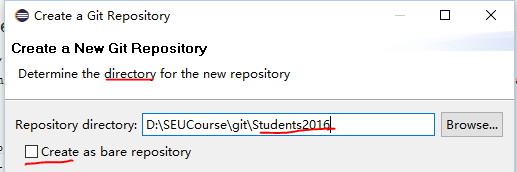 Create a Git Repository
Create a New Git Repository
Determine the directory for the new repository
Repository directory: D:\SEUCourse\git\Students2016 Browse...
Create as bare repository